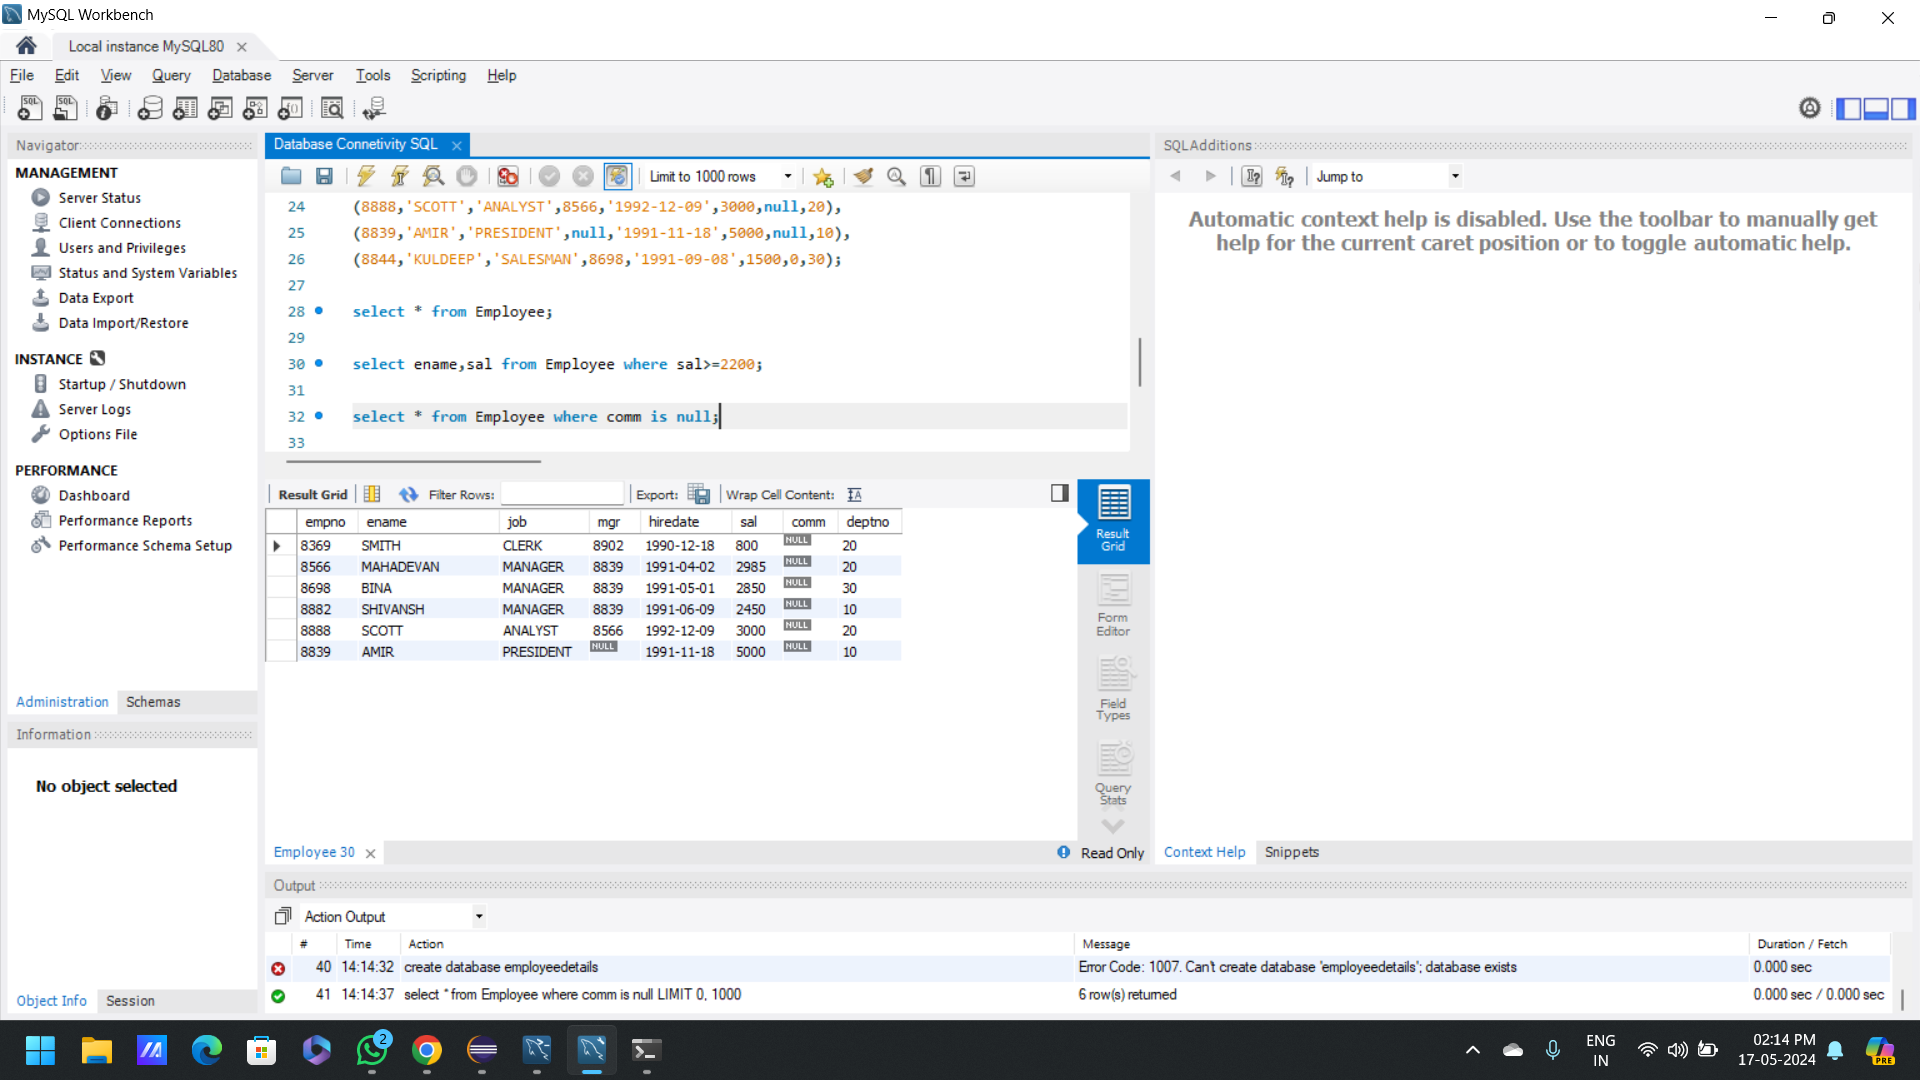 MySQL Workbench
Local instance MySQL80
File Edit View Query Database Server Tools Scripting Help
Navigator
MANAGEMENT
Server Status
Client Connections
Users and Privileges
Status and System Variables
Data Export
Data Import/Restore
INSTANCE
Startup / Shutdown
Server Logs
Options File
PERFORMANCE
Dashboard
Performance Reports
Performance Schema Setup
Administration Schemas
Information
No object selected
Object Info Session
Database Connetivity SQL
Limit to 1000 rows
24 (8888,'SCOTT','ANALYST',8566,'1992-12-09',3000,null,20),
25 (8839,'AMIR','PRESIDENT',null,'1991-11-18',5000,null,10),
26 (8844,'KULDEEP','SALESMAN',8698,'1991-09-08',1500,0,30);
27
28 select * from Employee;
29
30 select ename,sal from Employee where sal>=2200;
31
32 select * from Employee where comm is null;
33
Result Grid Filter Rows: Export: Wrap Cell Content:
empno ename job mgr hiredate sal comm deptno
8369 SMITH CLERK 8902 1990-12-18 800 NULL 20
8566 MAHADEVAN MANAGER 8839 1991-04-02 2985 NULL 20
8698 BINA MANAGER 8839 1991-05-01 2850 NULL 30
8882 SHIVANSH MANAGER 8839 1991-06-09 2450 NULL 10
8888 SCOTT ANALYST 8566 1992-12-09 3000 NULL 20
8839 AMIR PRESIDENT NULL 1991-11-18 5000 NULL 10
Result
Grid
Form
Editor
Field
Types
Query
Stats
Employee 30
Read Only
SQLAdditions
Jump to
Automatic context help is disabled. Use the toolbar to manually get
help for the current caret position or to toggle automatic help.
Context Help Snippets
Output
Action Output
# Time Action Message Duration / Fetch
40 14:14:32 create database employeedetails Error Code: 1007. Can't create database 'employeedetails'; database exists 0.000 sec
41 14:14:37 select * from Employee where comm is null LIMIT 0, 1000 6 row(s) returned 0.000 sec / 0.000 sec
2
ENG
IN
02:14 PM
17-05-2024
PRE